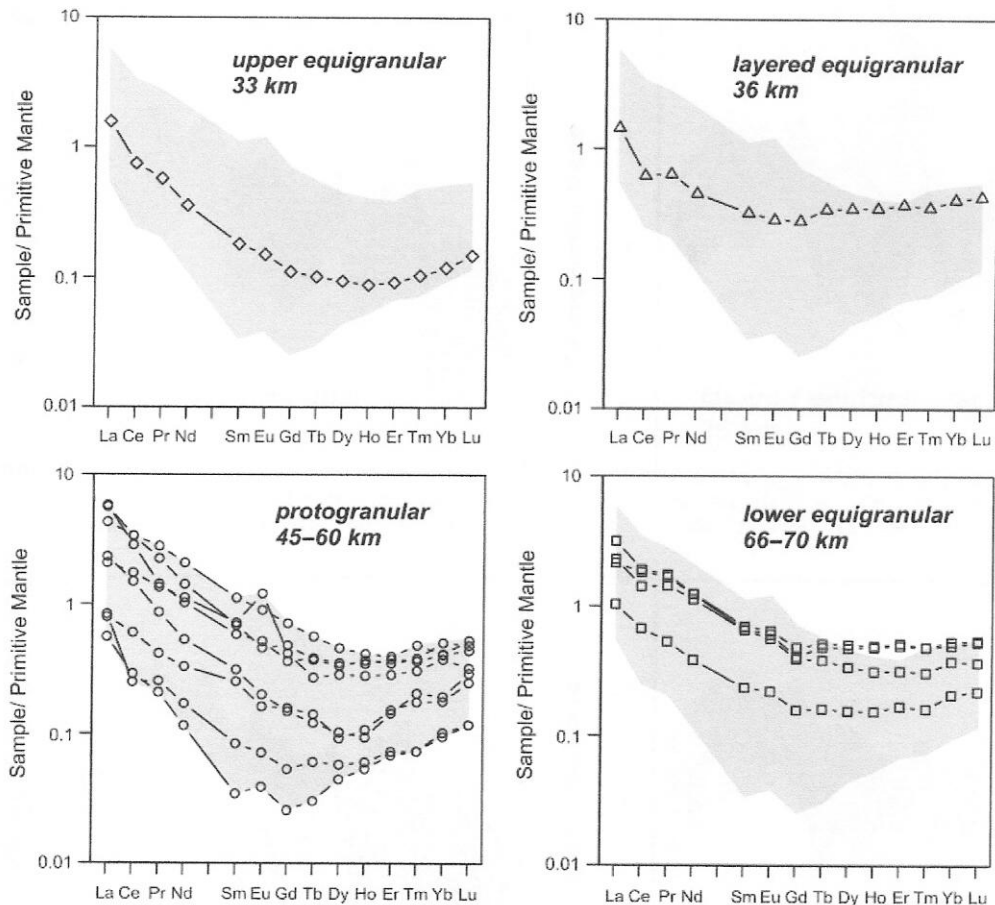 10
upper equigranular
33 km
1
0.1
0.01
Sample/ Primitive Mantle
La Ce Pr Nd Sm Eu Gd Tb Dy Ho Er Tm Yb Lu
10
layered equigranular
36 km
1
0.1
0.01
Sample/ Primitive Mantle
La Ce Pr Nd Sm Eu Gd Tb Dy Ho Er Tm Yb Lu
10
protogranular
45–60 km
1
0.1
0.01
Sample/ Primitive Mantle
La Ce Pr Nd Sm Eu Gd Tb Dy Ho Er Tm Yb Lu
10
lower equigranular
66–70 km
1
0.1
0.01
Sample/ Primitive Mantle
La Ce Pr Nd Sm Eu Gd Tb Dy Ho Er Tm Yb Lu